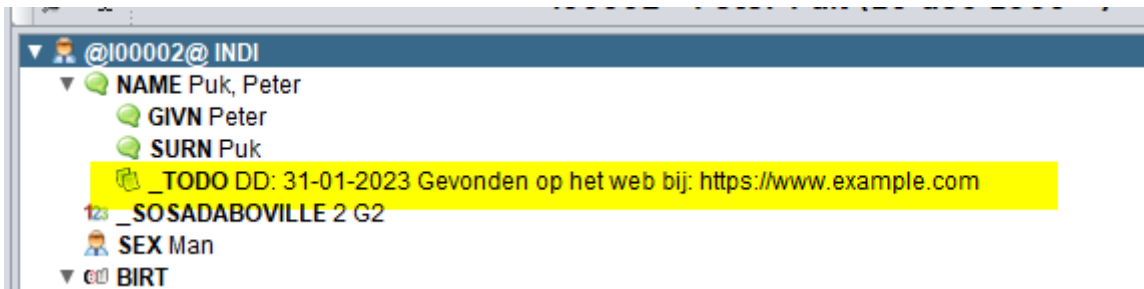 @I00002@ INDI
NAME Puk, Peter
GIVN Peter
SURN Puk
_TODO DD: 31-01-2023 Gevonden op het web bij: https://www.example.com
_SOSADABOVILLE 2 G2
SEX Man
BIRT